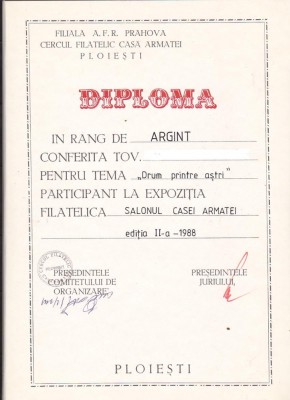 FILIALA A.F.R. PRAHOVA
CERCUL FILATELIC CASA ARMATEI
PLOIEȘTI
DIPLOMA
IN RANG DE ARGINT
CONFERITA TOV.
PENTRU TEMA „Drum printre aștri”
PARTICIPANT LA EXPOZIȚIA
FILATELICA SALONUL CASEI ARMATEI
ediția II-a -1988
PREȘEDINTELE
COMITETULUI DE
ORGANIZARE
PREȘEDINTELE
JURIULUI,
PLOIEȘTI